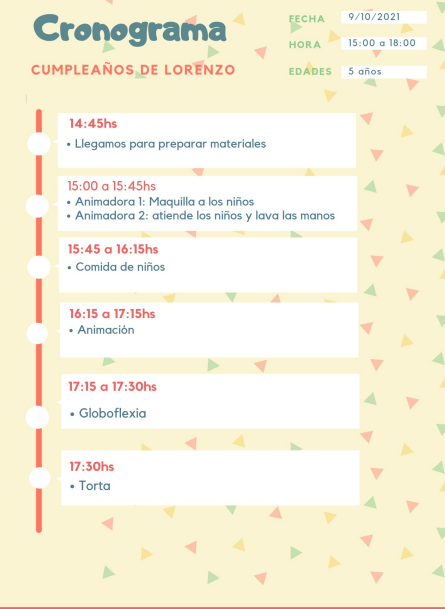 Cronograma
CUMPLEAÑOS DE LORENZO
FECHA 9/10/2021
HORA 15:00 a 18:00
EDADES 5 años
14:45hs
• Llegamos para preparar materiales
15:00 a 15:45hs
• Animadora 1: Maquilla a los niños
• Animadora 2: atiende los niños y lava las manos
15:45 a 16:15hs
• Comida de niños
16:15 a 17:15hs
• Animación
17:15 a 17:30hs
• Globoflexia
17:30hs
• Torta